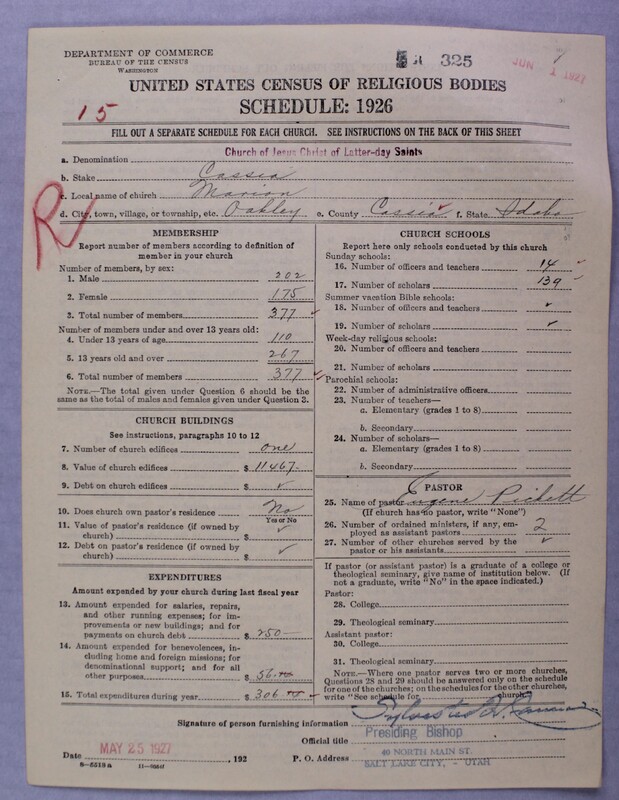 DEPARTMENT OF COMMERCE
BUREAU OF THE CENSUS
WASHINGTON
325
JUN 1 1927
UNITED STATES CENSUS OF RELIGIOUS BODIES
SCHEDULE: 1926
15
FILL OUT A SEPARATE SCHEDULE FOR EACH CHURCH. SEE INSTRUCTIONS ON THE BACK OF THIS SHEET
a. Denomination Church of Jesus Christ of Latter-day Saints
b. Stake Cassia
c. Local name of church Marion
d. City, town, village, or township, etc. Oakley e. County Cassia f. State Idaho
R
MEMBERSHIP
Report number of members according to definition of
member in your church
Number of members, by sex:
1. Male 202
2. Female 175
3. Total number of members 377
Number of members under and over 13 years old:
4. Under 13 years of age 110
5. 13 years old and over 267
6. Total number of members 377
NOTE.—The total given under Question 6 should be
same as the total of males and females given under Question 3.
CHURCH BUILDINGS
See instructions, paragraphs 10 to 12
7. Number of church edifices one
8. Value of church edifices $ 11467-
9. Debt on church edifices $ ✓
10. Does church own pastor's residence? No
Yes or No
11. Value of pastor's residence (if owned by
church) $ ✓
12. Debt on pastor's residence (if owned by
church) $ ✓
EXPENDITURES
Amount expended by your church during last fiscal year
13. Amount expended for salaries, repairs,
and other running expenses; for im-
provements or new buildings; and for
payments on church debt $ 250—
14. Amount expended for benevolences, in-
cluding home and foreign missions; for
denominational support; and for all
other purposes $ 56
15. Total expenditures during year $ 306
CHURCH SCHOOLS
Report here only schools conducted by this church
Sunday schools:
16. Number of officers and teachers 14
17. Number of scholars 139
Summer vacation Bible schools:
18. Number of officers and teachers ✓
19. Number of scholars ✓
Week-day religious schools:
20. Number of officers and teachers
21. Number of scholars
Parochial schools:
22. Number of administrative officers
23. Number of teachers—
a. Elementary (grades 1 to 8)
b. Secondary
24. Number of scholars—
a. Elementary (grades 1 to 8)
b. Secondary
PASTOR
25. Name of pastor Eugene Pickett
(If church has no pastor, write "None")
26. Number of ordained ministers, if any, em-
ployed as assistant pastors 2
27. Number of other churches served by the
pastor or his assistants ✓
If pastor (or assistant pastor) is a graduate of a college or
theological seminary, give name of institution below. (If
not a graduate, write "No" in the space indicated.)
Pastor:
28. College
29. Theological seminary
Assistant pastor:
30. College
31. Theological seminary
NOTE.—Where one pastor serves two or more churches,
Questions 28 and 29 should be answered only on the schedule
for one of the churches; on the schedules for the other churches,
write "See schedule for church."
Signature of person furnishing information Sylvester Q. Cannon
Official title Presiding Bishop
Date MAY 25 1927, 192 P. O. Address 40 NORTH MAIN ST.
SALT LAKE CITY, - UTAH
8—5518a